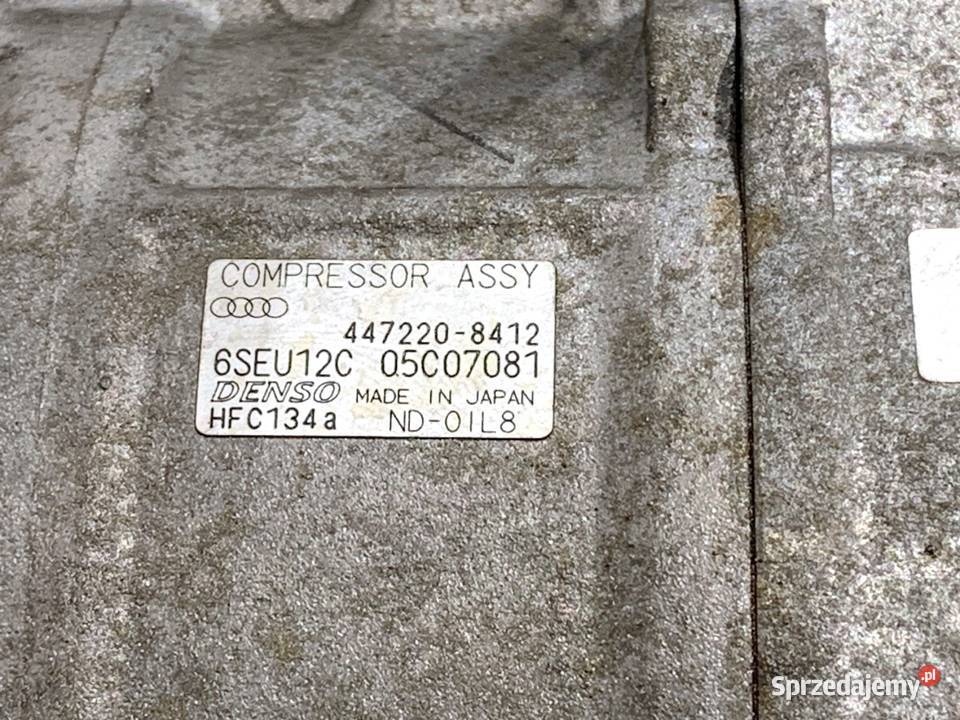 COMPRESSOR ASSY
447220-8412
6SEU12C 05C07081
DENSO MADE IN JAPAN
HFC134a ND-OIL8
Sprzedajemy.pl